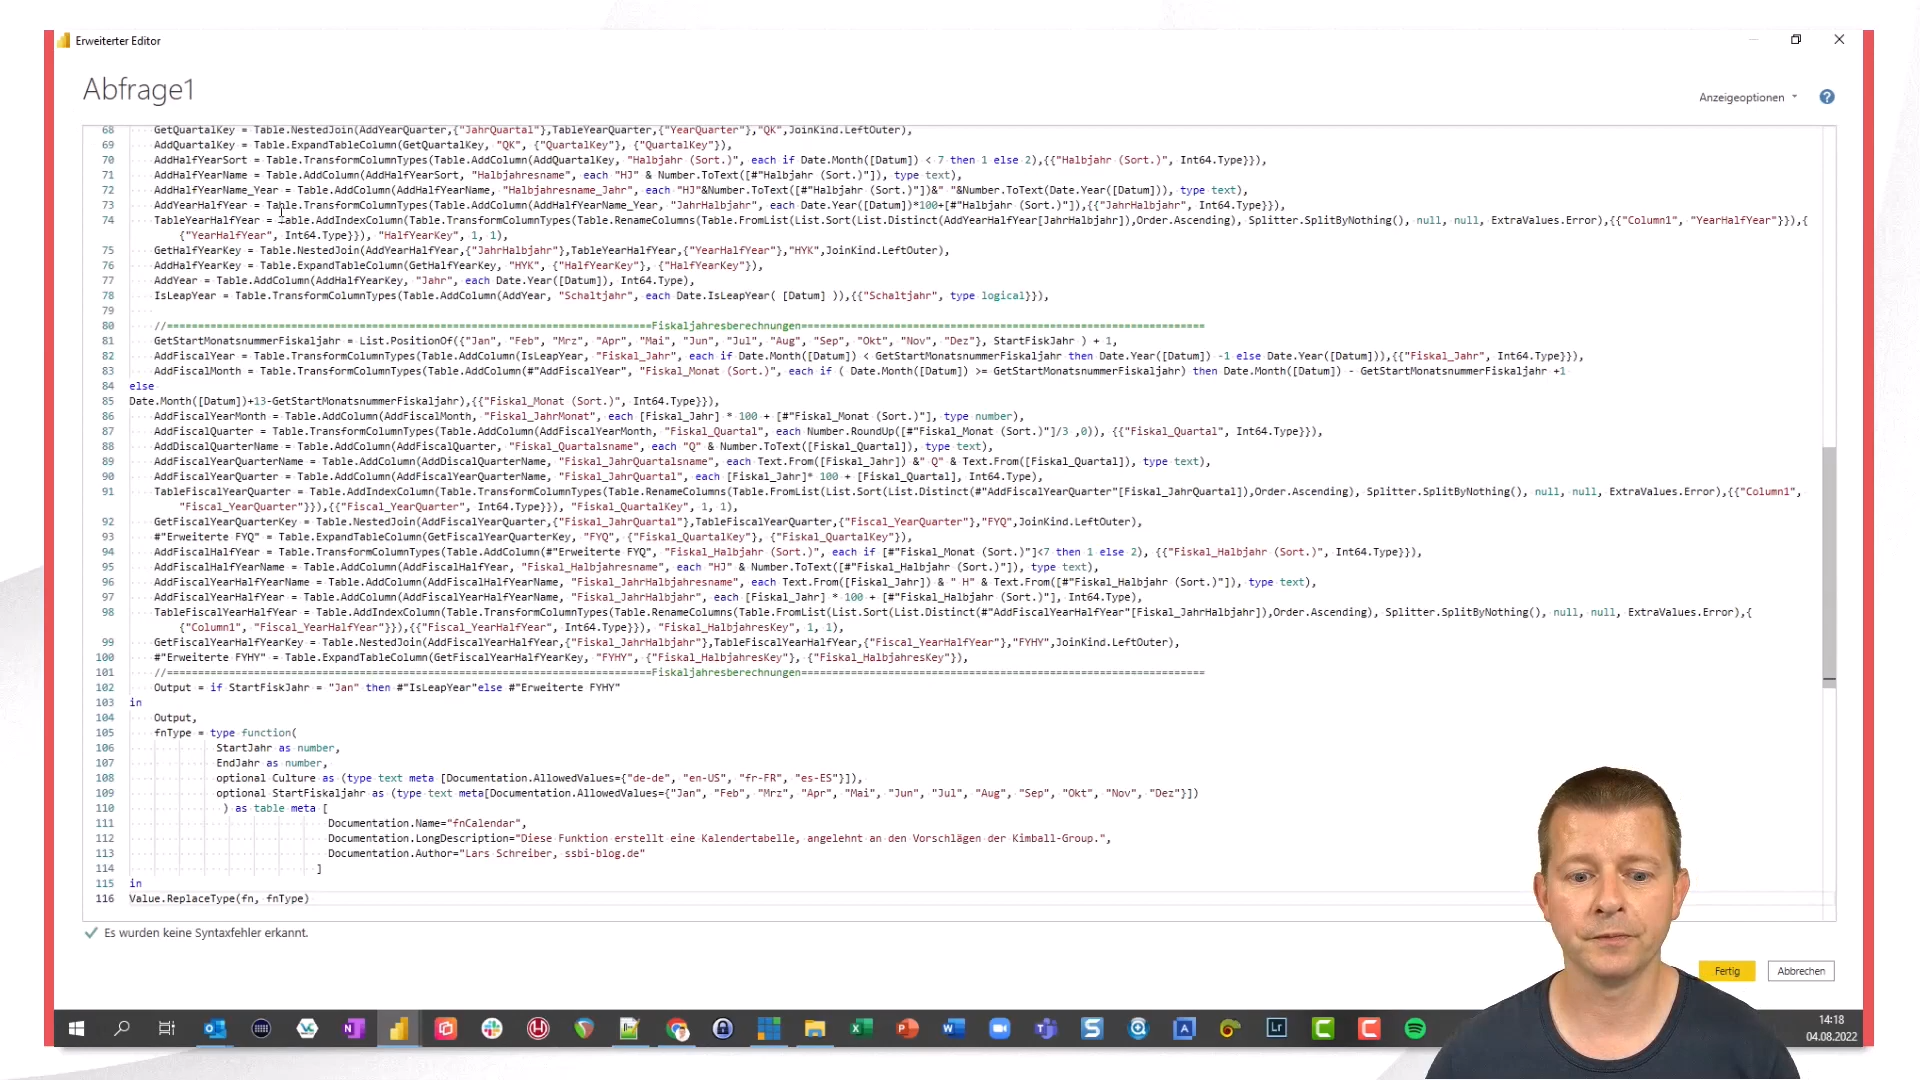 Erweiterter Editor
Abfrage1
Anzeigeoptionen
?
68 GetQuartalKey = Table.NestedJoin(AddYearQuarter,{"JahrQuartal"},TableYearQuarter,{"YearQuarter"},"QK",JoinKind.LeftOuter),
69 AddQuartalKey = Table.ExpandTableColumn(GetQuartalKey, "QK", {"QuartalKey"}, {"QuartalKey"}),
70 AddHalfYearSort = Table.TransformColumnTypes(Table.AddColumn(AddQuartalKey, "Halbjahr (Sort.)", each if Date.Month([Datum]) < 7 then 1 else 2),{{"Halbjahr (Sort.)", Int64.Type}}),
71 AddHalfYearName = Table.AddColumn(AddHalfYearSort, "Halbjahresname", each "HJ" & Number.ToText([#"Halbjahr (Sort.)"]), type text),
72 AddHalfYearName_Year = Table.AddColumn(AddHalfYearName, "Halbjahresname_Jahr", each "HJ"&Number.ToText([#"Halbjahr (Sort.)"])&" "&Number.ToText(Date.Year([Datum])), type text),
73 AddYearHalfYear = Table.TransformColumnTypes(Table.AddColumn(AddHalfYearName_Year, "JahrHalbjahr", each Date.Year([Datum])*100+[#"Halbjahr (Sort.)"]),{{"JahrHalbjahr", Int64.Type}}),
74 TableYearHalfYear = Table.AddIndexColumn(Table.TransformColumnTypes(Table.RenameColumns(Table.FromList(List.Sort(List.Distinct(AddYearHalfYear[JahrHalbjahr]),Order.Ascending), Splitter.SplitByNothing(), null, null, ExtraValues.Error),{{"Column1", "YearHalfYear"}}),{
{"YearHalfYear", Int64.Type}}), "HalfYearKey", 1, 1),
75 GetHalfYearKey = Table.NestedJoin(AddYearHalfYear,{"JahrHalbjahr"},TableYearHalfYear,{"YearHalfYear"},"HYK",JoinKind.LeftOuter),
76 AddHalfYearKey = Table.ExpandTableColumn(GetHalfYearKey, "HYK", {"HalfYearKey"}, {"HalfYearKey"}),
77 AddYear = Table.AddColumn(AddHalfYearKey, "Jahr", each Date.Year([Datum]), Int64.Type),
78 IsLeapYear = Table.TransformColumnTypes(Table.AddColumn(AddYear, "Schaltjahr", each Date.IsLeapYear( [Datum] )),{{"Schaltjahr", type logical}}),
79
80 //==============================================================================Fiskaljahresberechnungen=================================================================
81 GetStartMonatsnummerFiskaljahr = List.PositionOf({"Jan", "Feb", "Mrz", "Apr", "Mai", "Jun", "Jul", "Aug", "Sep", "Okt", "Nov", "Dez"}, StartFiskJahr ) + 1,
82 AddFiscalYear = Table.TransformColumnTypes(Table.AddColumn(IsLeapYear, "Fiskal_Jahr", each if Date.Month([Datum]) < GetStartMonatsnummerFiskaljahr then Date.Year([Datum]) -1 else Date.Year([Datum])),{{"Fiskal_Jahr", Int64.Type}}),
83 AddFiscalMonth = Table.TransformColumnTypes(Table.AddColumn(#"AddFiscalYear", "Fiskal_Monat (Sort.)", each if ( Date.Month([Datum]) >= GetStartMonatsnummerFiskaljahr) then Date.Month([Datum]) - GetStartMonatsnummerFiskaljahr +1
84 else
85 Date.Month([Datum])+13-GetStartMonatsnummerFiskaljahr),{{"Fiskal_Monat (Sort.)", Int64.Type}}),
86 AddFiscalYearMonth = Table.AddColumn(AddFiscalMonth, "Fiskal_JahrMonat", each [Fiskal_Jahr] * 100 + [#"Fiskal_Monat (Sort.)"], type number),
87 AddFiscalQuarter = Table.TransformColumnTypes(Table.AddColumn(AddFiscalYearMonth, "Fiskal_Quartal", each Number.RoundUp([#"Fiskal_Monat (Sort.)"]/3 ,0)), {{"Fiskal_Quartal", Int64.Type}}),
88 AddDiscalQuarterName = Table.AddColumn(AddFiscalQuarter, "Fiskal_Quartalsname", each "Q" & Number.ToText([Fiskal_Quartal]), type text),
89 AddFiscalYearQuarterName = Table.AddColumn(AddDiscalQuarterName, "Fiskal_JahrQuartalsname", each Text.From([Fiskal_Jahr]) &" Q" & Text.From([Fiskal_Quartal]), type text),
90 AddFiscalYearQuarter = Table.AddColumn(AddFiscalYearQuarterName, "Fiskal_JahrQuartal", each [Fiskal_Jahr]* 100 + [Fiskal_Quartal], Int64.Type),
91 TableFiscalYearQuarter = Table.AddIndexColumn(Table.TransformColumnTypes(Table.RenameColumns(Table.FromList(List.Sort(List.Distinct(#"AddFiscalYearQuarter"[Fiskal_JahrQuartal]),Order.Ascending), Splitter.SplitByNothing(), null, null, ExtraValues.Error),{{"Column1",
"Fiscal_YearQuarter"}}),{{"Fiscal_YearQuarter", Int64.Type}}), "Fiskal_QuartalKey", 1, 1),
92 GetFiscalYearQuarterKey = Table.NestedJoin(AddFiscalYearQuarter,{"Fiskal_JahrQuartal"},TableFiscalYearQuarter,{"Fiscal_YearQuarter"},"FYQ",JoinKind.LeftOuter),
93 #"Erweiterte FYQ" = Table.ExpandTableColumn(GetFiscalYearQuarterKey, "FYQ", {"Fiskal_QuartalKey"}, {"Fiskal_QuartalKey"}),
94 AddFiscalHalfYear = Table.TransformColumnTypes(Table.AddColumn(#"Erweiterte FYQ", "Fiskal_Halbjahr (Sort.)", each if [#"Fiskal_Monat (Sort.)"]<7 then 1 else 2), {{"Fiskal_Halbjahr (Sort.)", Int64.Type}}),
95 AddFiscalHalfYearName = Table.AddColumn(AddFiscalHalfYear, "Fiskal_Halbjahresname", each "HJ" & Number.ToText([#"Fiskal_Halbjahr (Sort.)"]), type text),
96 AddFiscalYearHalfYearName = Table.AddColumn(AddFiscalHalfYearName, "Fiskal_JahrHalbjahresname", each Text.From([Fiskal_Jahr]) & " H" & Text.From([#"Fiskal_Halbjahr (Sort.)"]), type text),
97 AddFiscalYearHalfYear = Table.AddColumn(AddFiscalYearHalfYearName, "Fiskal_JahrHalbjahr", each [Fiskal_Jahr] * 100 + [#"Fiskal_Halbjahr (Sort.)"], Int64.Type),
98 TableFiscalYearHalfYear = Table.AddIndexColumn(Table.TransformColumnTypes(Table.RenameColumns(Table.FromList(List.Sort(List.Distinct(#"AddFiscalYearHalfYear"[Fiskal_JahrHalbjahr]),Order.Ascending), Splitter.SplitByNothing(), null, null, ExtraValues.Error),{
{"Column1", "Fiscal_YearHalfYear"}}),{{"Fiscal_YearHalfYear", Int64.Type}}), "Fiskal_HalbjahresKey", 1, 1),
99 GetFiscalYearHalfYearKey = Table.NestedJoin(AddFiscalYearHalfYear,{"Fiskal_JahrHalbjahr"},TableFiscalYearHalfYear,{"Fiscal_YearHalfYear"},"FYHY",JoinKind.LeftOuter),
100 #"Erweiterte FYHY" = Table.ExpandTableColumn(GetFiscalYearHalfYearKey, "FYHY", {"Fiskal_HalbjahresKey"}, {"Fiskal_HalbjahresKey"}),
101 //==============================================================================Fiskaljahresberechnungen=================================================================
102 Output = if StartFiskJahr = "Jan" then #"IsLeapYear"else #"Erweiterte FYHY"
103 in
104 Output,
105 fnType = type function(
106 StartJahr as number,
107 EndJahr as number,
108 optional Culture as (type text meta [Documentation.AllowedValues={"de-de", "en-US", "fr-FR", "es-ES"}]),
109 optional StartFiskaljahr as (type text meta[Documentation.AllowedValues={"Jan", "Feb", "Mrz", "Apr", "Mai", "Jun", "Jul", "Aug", "Sep", "Okt", "Nov", "Dez"}])
110 ) as table meta [
111 Documentation.Name="fnCalendar",
112 Documentation.LongDescription="Diese Funktion erstellt eine Kalendertabelle, angelehnt an den Vorschlägen der Kimball-Group.",
113 Documentation.Author="Lars Schreiber, ssbi-blog.de"
114 ]
115 in
116 Value.ReplaceType(fn, fnType)
Es wurden keine Syntaxfehler erkannt.
Fertig
Abbrechen
14:18
04.08.2022